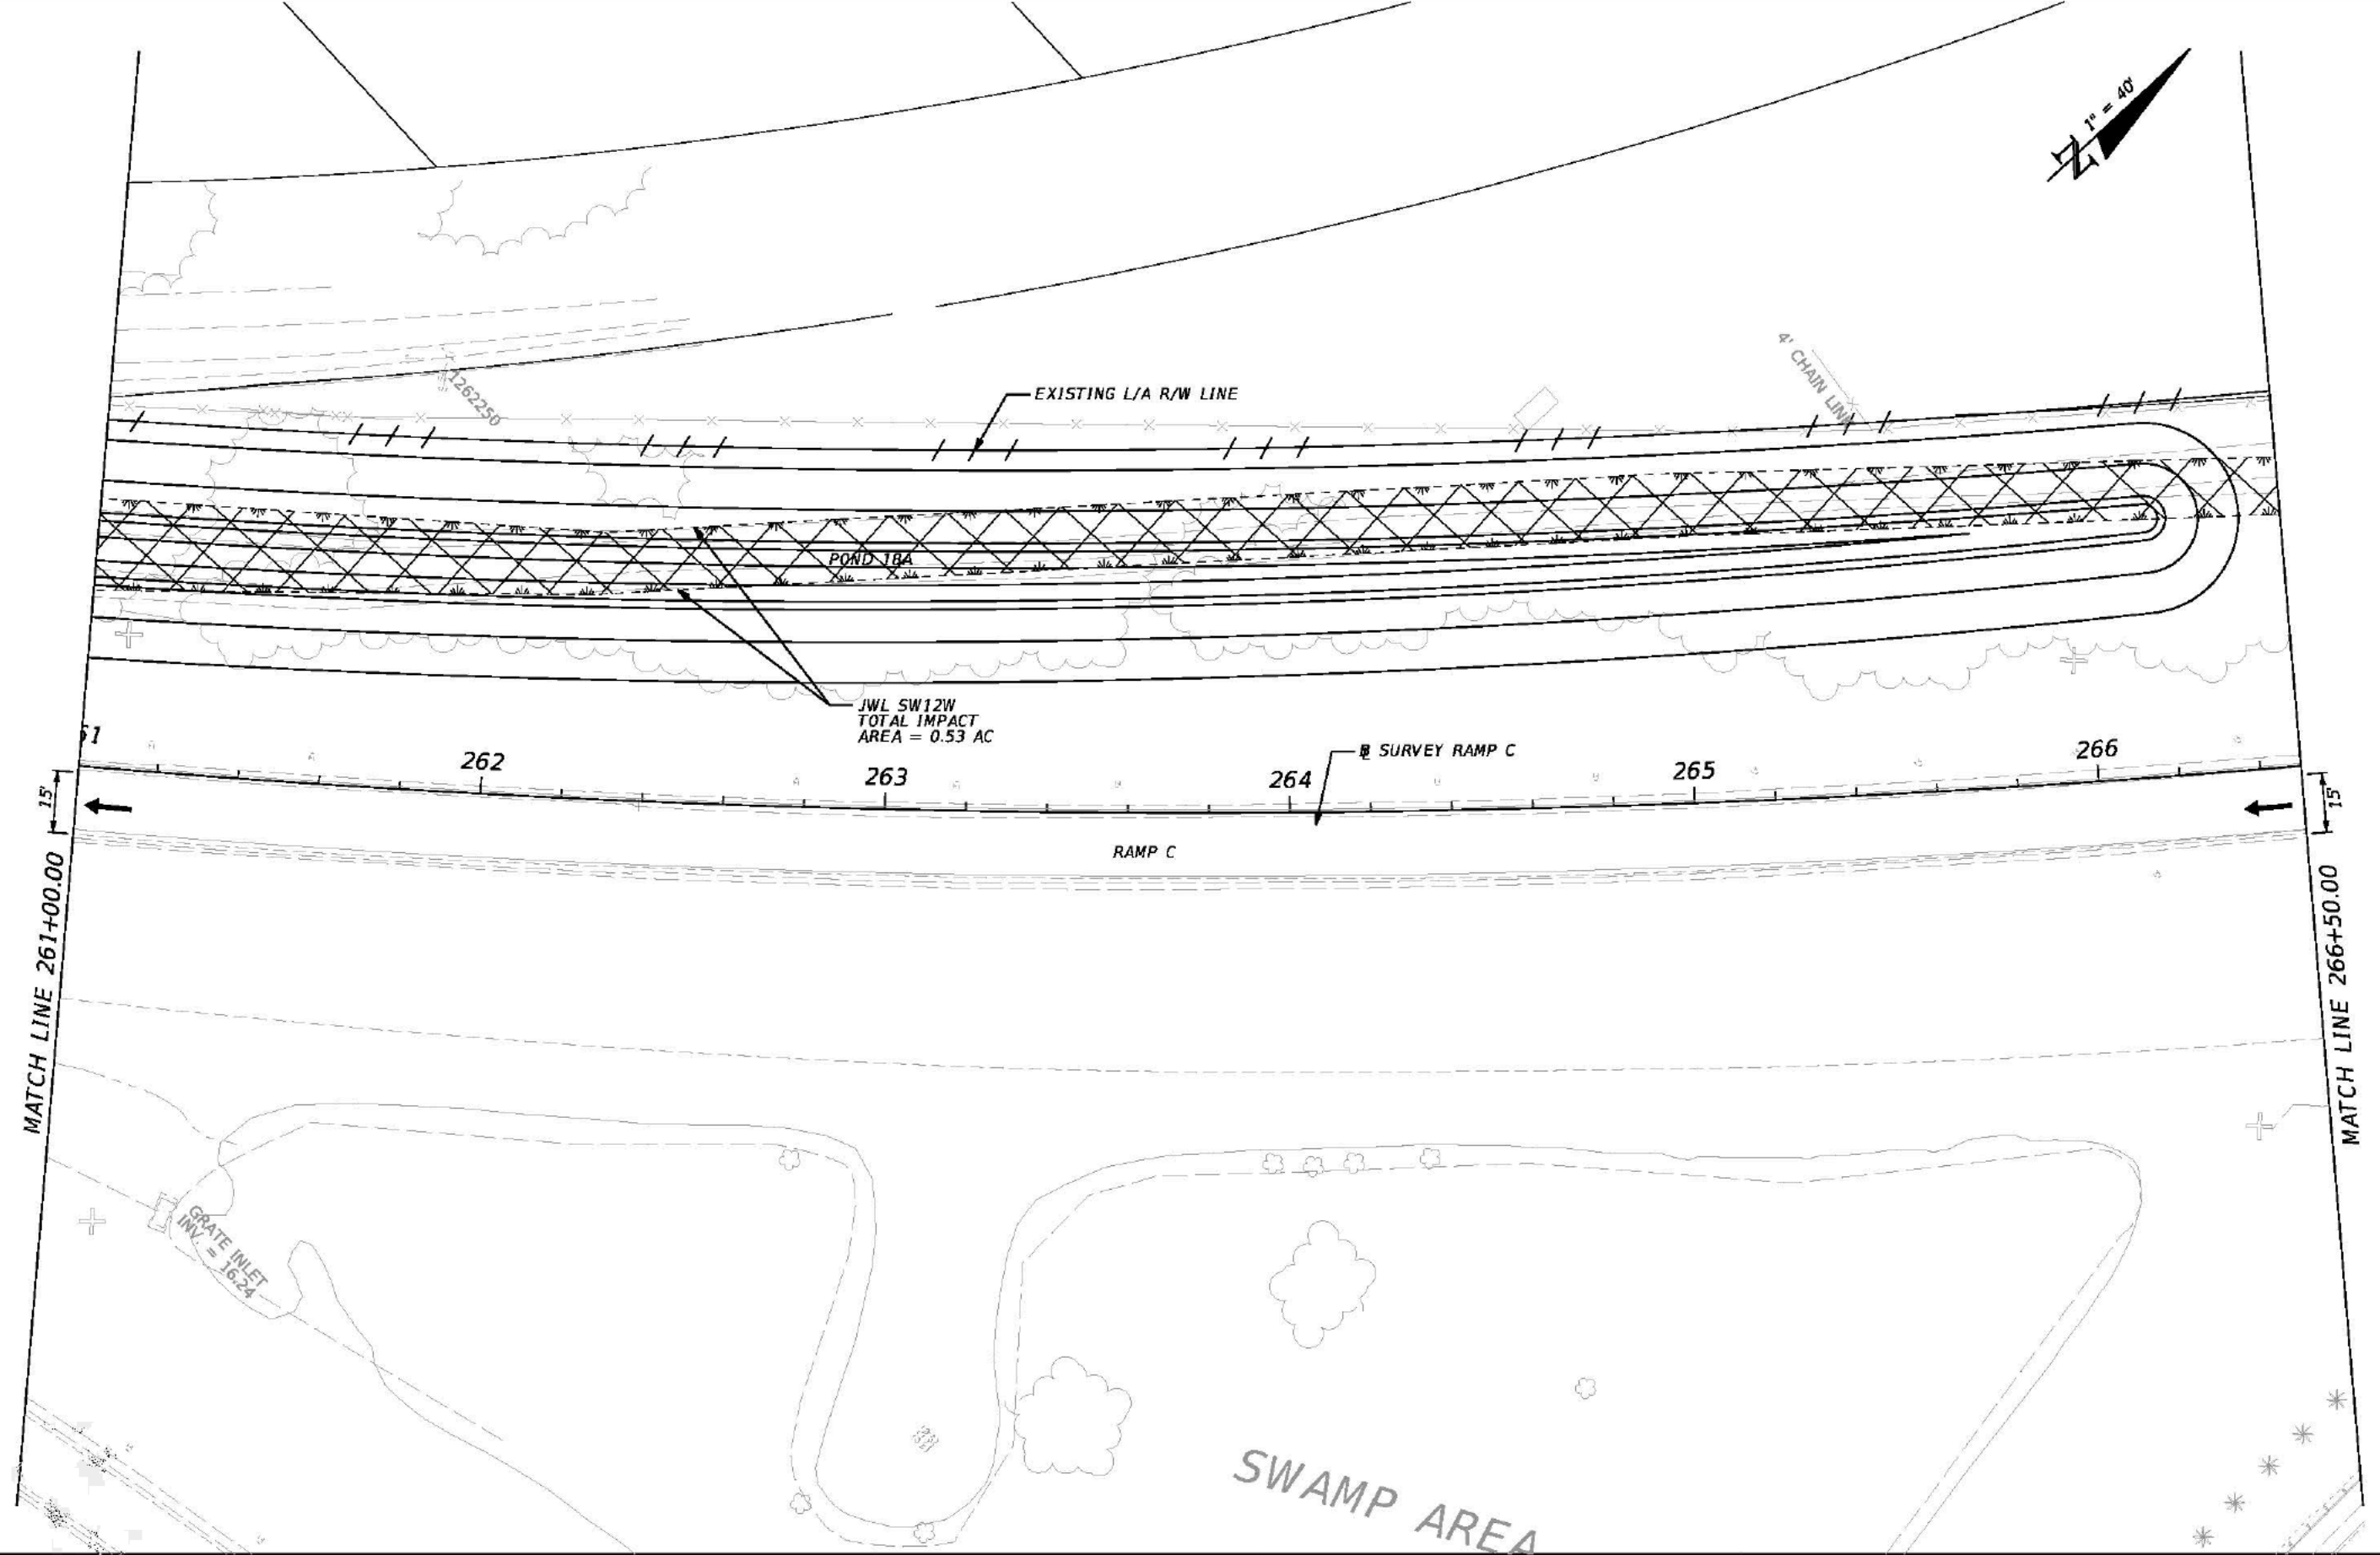 1" = 40'
N
4' CHAIN LINK
1262250
EXISTING L/A R/W LINE
POND 18A
JWL SW12W
TOTAL IMPACT
AREA = 0.53 AC
℄ SURVEY RAMP C
262
263
264
265
266
15'
15'
RAMP C
MATCH LINE 261+00.00
MATCH LINE 266+50.00
GRATE INLET
INV. = 16.24
SWAMP AREA